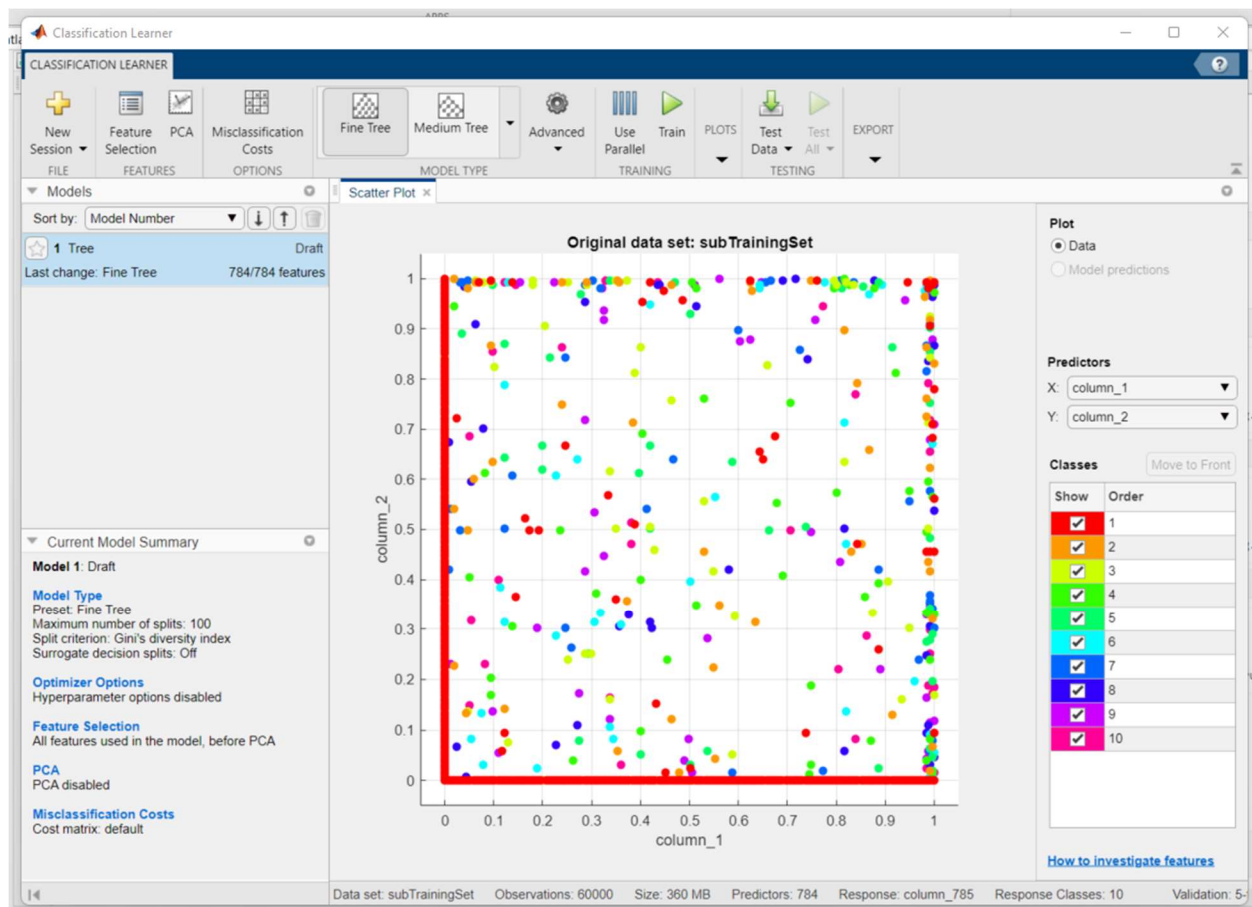 APPS
Classification Learner
CLASSIFICATION LEARNER
New Session
Feature Selection
PCA
Misclassification Costs
Fine Tree
Medium Tree
Advanced
Use Parallel
Train
PLOTS
Test Data
Test All
EXPORT
FILE
FEATURES
OPTIONS
MODEL TYPE
TRAINING
TESTING
Models
Sort by: Model Number
1 Tree Draft
Last change: Fine Tree 784/784 features
Current Model Summary
Model 1: Draft
Model Type
Preset: Fine Tree
Maximum number of splits: 100
Split criterion: Gini's diversity index
Surrogate decision splits: Off
Optimizer Options
Hyperparameter options disabled
Feature Selection
All features used in the model, before PCA
PCA
PCA disabled
Misclassification Costs
Cost matrix: default
Scatter Plot
Original data set: subTrainingSet
1
0.9
0.8
0.7
0.6
0.5
0.4
0.3
0.2
0.1
0
column_2
0 0.1 0.2 0.3 0.4 0.5 0.6 0.7 0.8 0.9 1
column_1
Plot
Data
Model predictions
Predictors
X: column_1
Y: column_2
Classes Move to Front
Show Order
1
2
3
4
5
6
7
8
9
10
How to investigate features
Data set: subTrainingSet Observations: 60000 Size: 360 MB Predictors: 784 Response: column_785 Response Classes: 10 Validation: 5-